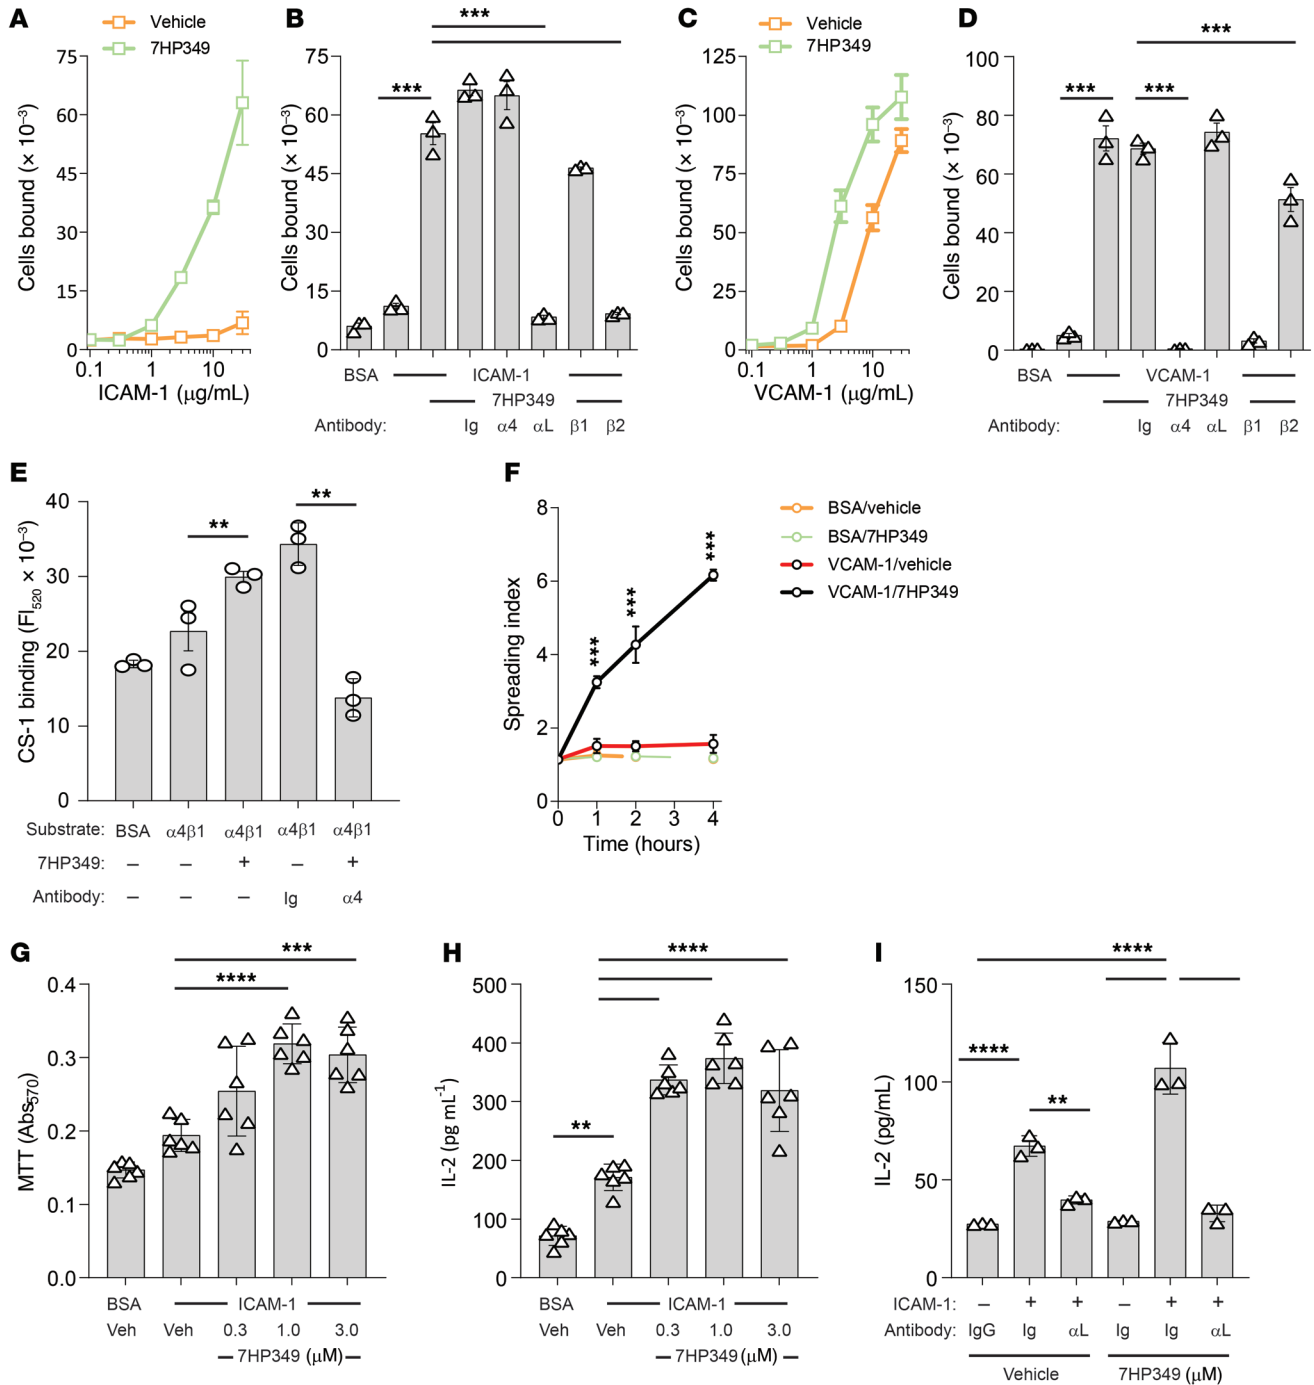 A
Vehicle
7HP349
Cells bound (× 10⁻³)
75
60
45
30
15
0
0.1 1 10
ICAM-1 (μg/mL)
B
***
***
Cells bound (× 10⁻³)
75
60
45
30
15
0
BSA ICAM-1
7HP349
Antibody: Ig α4 αL β1 β2
C
Vehicle
7HP349
Cells bound (× 10⁻³)
125
100
75
50
25
0
0.1 1 10
VCAM-1 (μg/mL)
D
***
*** ***
Cells bound (× 10⁻³)
100
80
60
40
20
0
BSA VCAM-1
7HP349
Antibody: Ig α4 αL β1 β2
E
**
**
CS-1 binding (FI₅₂₀ × 10⁻³)
40
30
20
10
0
Substrate: BSA α4β1 α4β1 α4β1 α4β1
7HP349: – – + – +
Antibody: – – – Ig α4
F
BSA/vehicle
BSA/7HP349
VCAM-1/vehicle
VCAM-1/7HP349
***
***
***
Spreading index
8
6
4
2
0
0 1 2 3 4
Time (hours)
G
***
****
MTT (Abs₅₇₀)
0.4
0.3
0.2
0.1
0.0
BSA ICAM-1
Veh Veh 0.3 1.0 3.0
7HP349 (μM)
H
****
**
IL-2 (pg mL⁻¹)
500
400
300
200
100
0
BSA ICAM-1
Veh Veh 0.3 1.0 3.0
7HP349 (μM)
I
****
****
**
IL-2 (pg/mL)
150
100
50
0
ICAM-1: – + + – + +
Antibody: IgG Ig αL Ig Ig αL
Vehicle 7HP349 (μM)